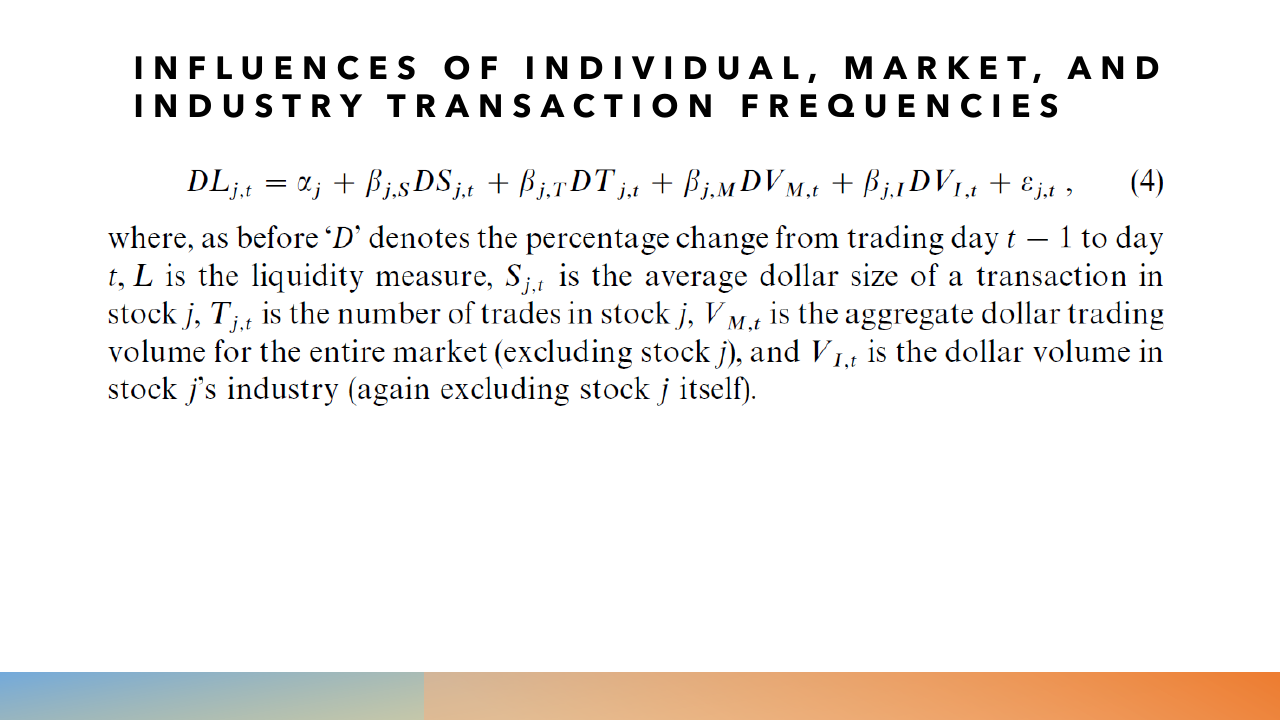 INFLUENCES OF INDIVIDUAL, MARKET, AND
INDUSTRY TRANSACTION FREQUENCIES
DL_{j,t} = α_j + β_{j,S}DS_{j,t} + β_{j,T}DT_{j,t} + β_{j,M}DV_{M,t} + β_{j,I}DV_{I,t} + ε_{j,t} , (4)
where, as before ‘D’ denotes the percentage change from trading day t − 1 to day
t, L is the liquidity measure, S_{j,t} is the average dollar size of a transaction in
stock j, T_{j,t} is the number of trades in stock j, V_{M,t} is the aggregate dollar trading
volume for the entire market (excluding stock j), and V_{I,t} is the dollar volume in
stock j’s industry (again excluding stock j itself).